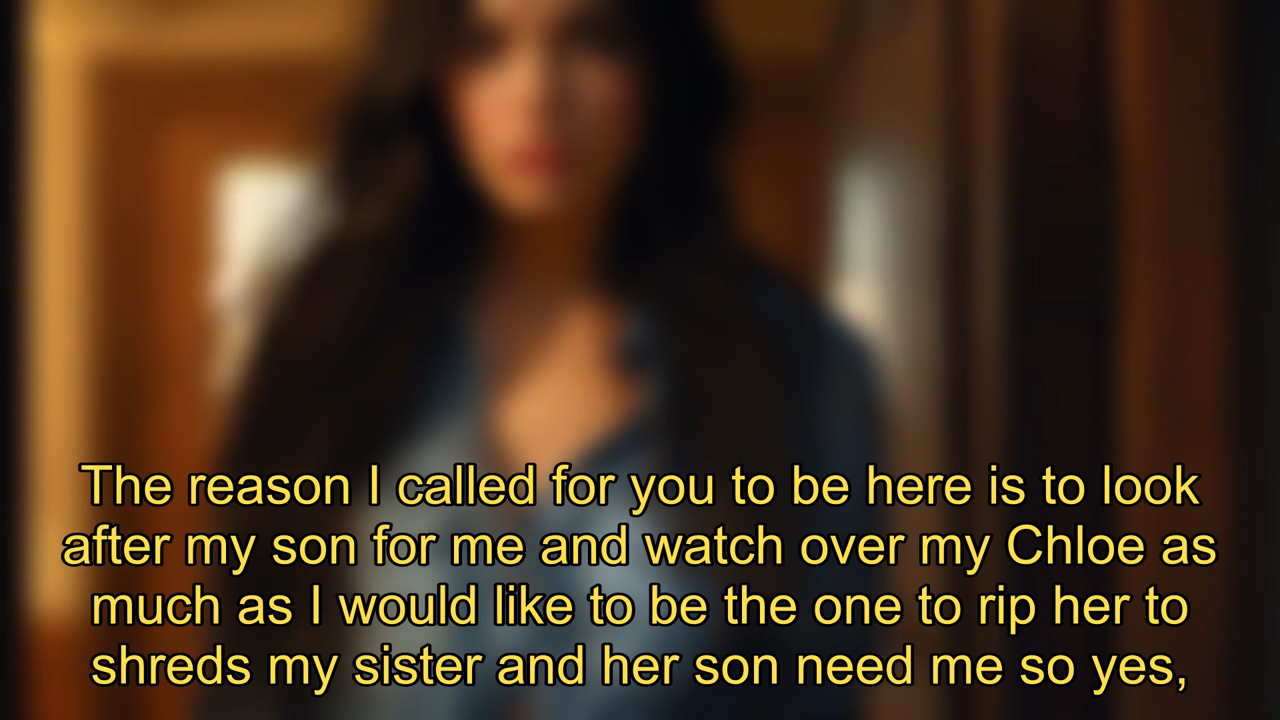 The reason I called for you to be here is to look
after my son for me and watch over my Chloe as
much as I would like to be the one to rip her to
shreds my sister and her son need me so yes,